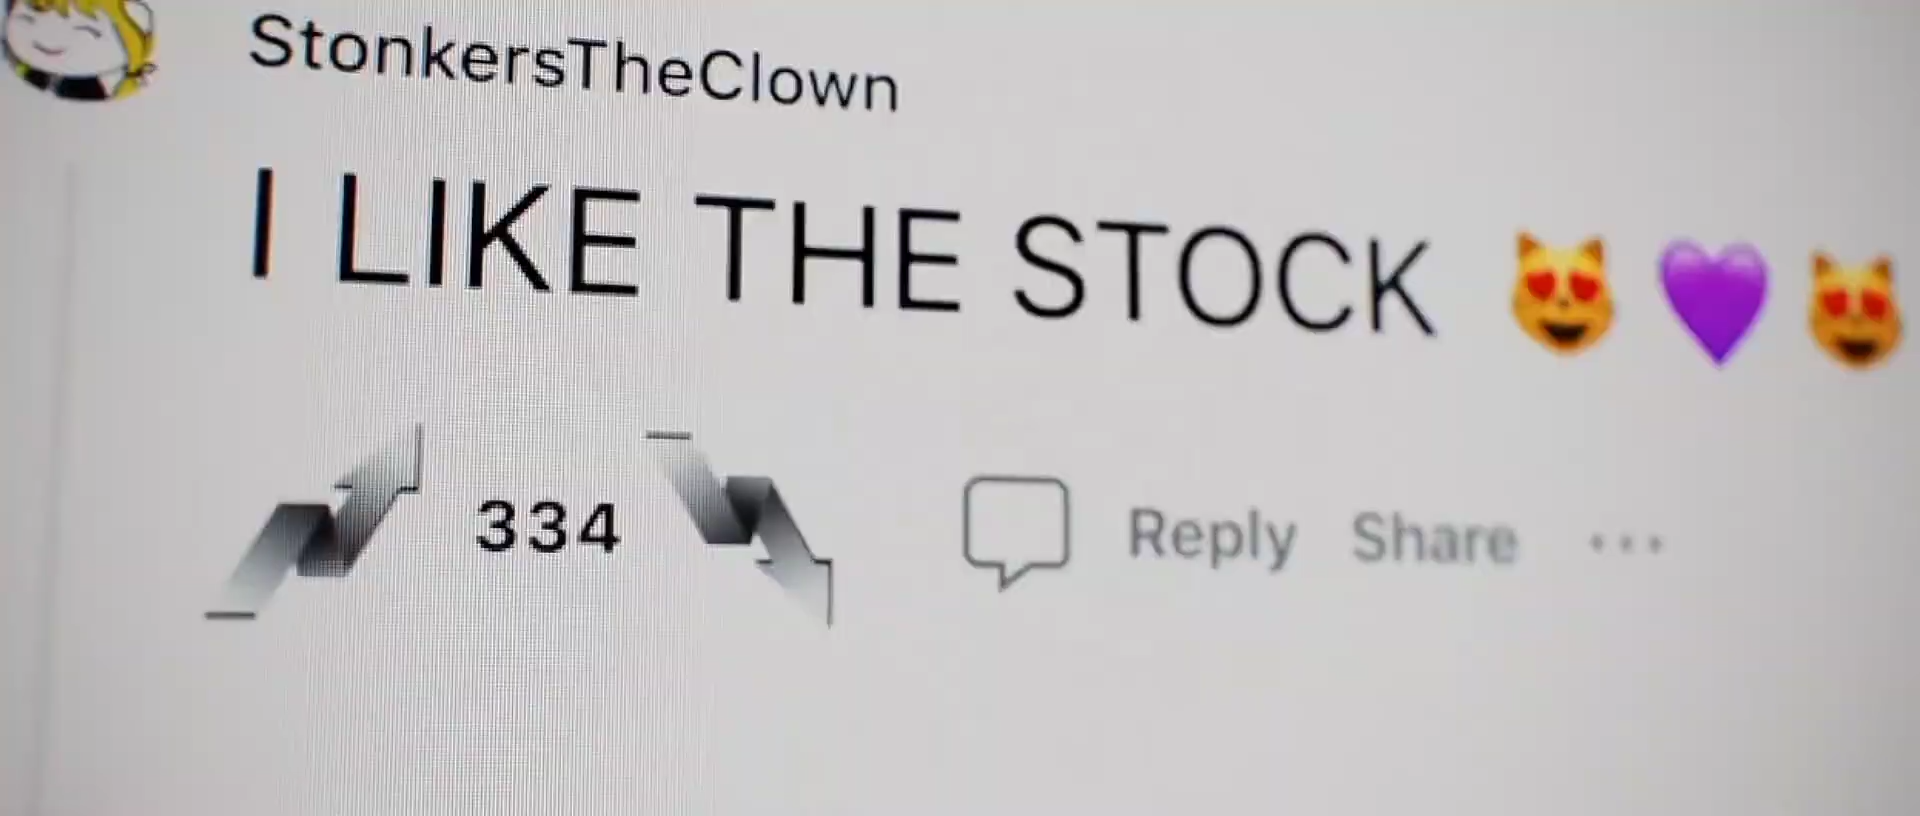 StonkersTheClown
I LIKE THE STOCK 😻 💜 😻
334 Reply Share ...